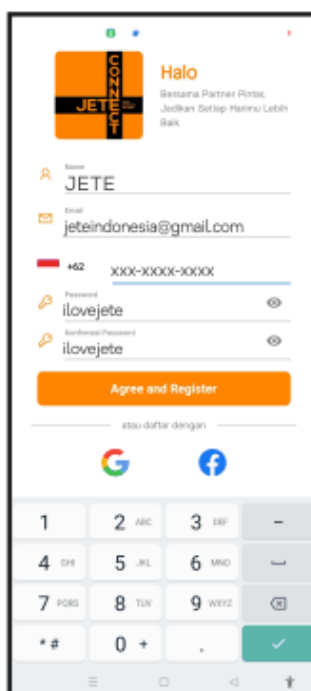 CONNECT
JETE
Halo
Bersama Partner Pintar,
Jadikan Setiap Harimu Lebih
Baik
Name
JETE
Email
jeteindonesia@gmail.com
+62 xxx-xxxx-xxxx
Password
ilovejete
Konfirmasi Password
ilovejete
Agree and Register
atau daftar dengan
G f
1 2 ABC 3 DEF -
4 GHI 5 JKL 6 MNO
7 PQRS 8 TUV 9 WXYZ
* # 0 + .